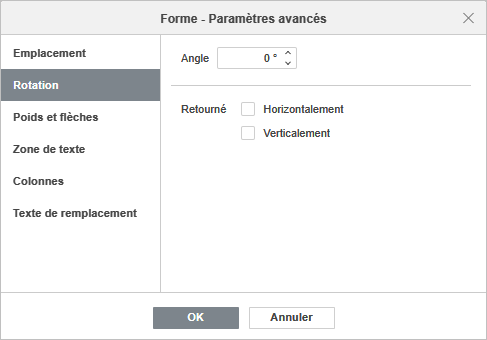 Forme - Paramètres avancés
Emplacement
Rotation
Poids et flèches
Zone de texte
Colonnes
Texte de remplacement
Angle 0 °
Retourné Horizontalement
Verticalement
OK Annuler